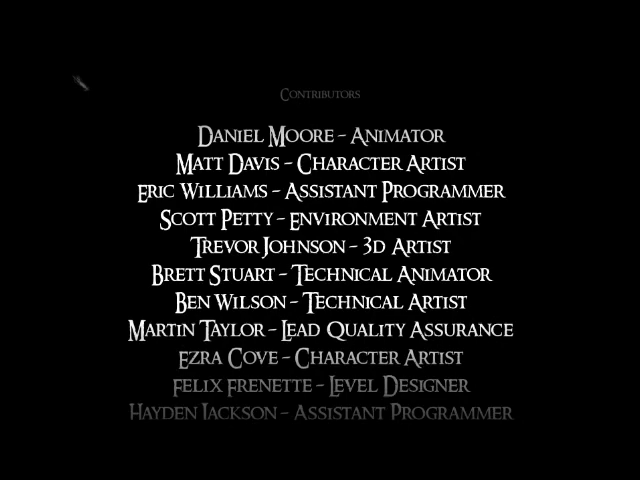 Contributors
Daniel Moore - Animator
Matt Davis - Character Artist
Eric Williams - Assistant Programmer
Scott Petty - Environment Artist
Trevor Johnson - 3D Artist
Brett Stuart - Technical Animator
Ben Wilson - Technical Artist
Martin Taylor - Lead Quality Assurance
Ezra Cove - Character Artist
Felix Frenette - Level Designer
Hayden Jackson - Assistant Programmer